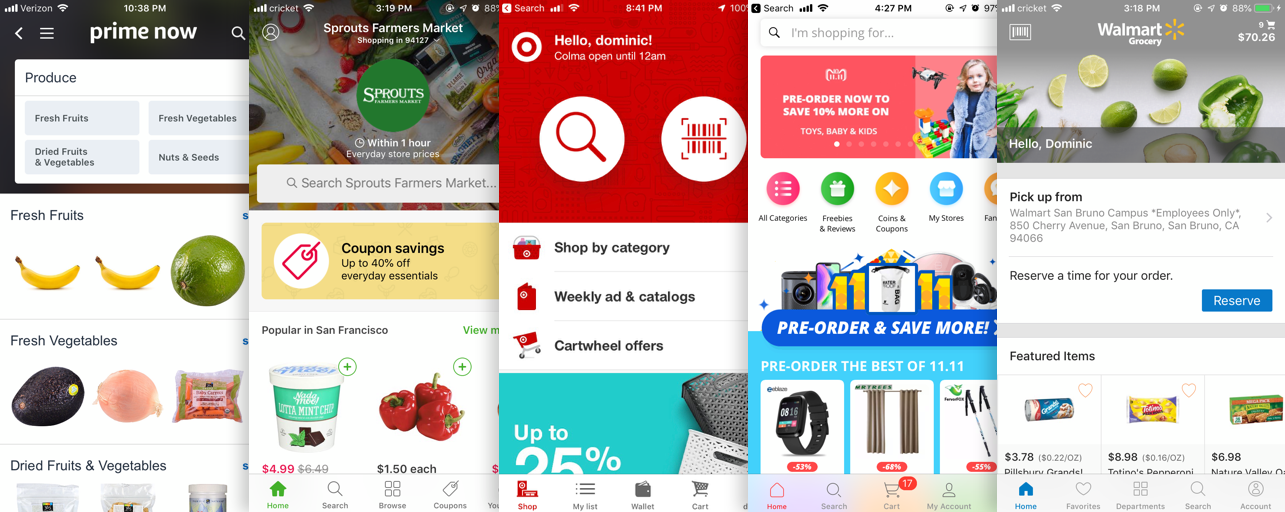 Verizon
10:38 PM
prime now
Produce
Fresh Fruits
Fresh Vegetables
Dried Fruits
& Vegetables
Nuts & Seeds
Fresh Fruits
Fresh Vegetables
Dried Fruits & Vegetables
cricket
3:19 PM
88%
Sprouts Farmers Market
Shopping in 94127
SPROUTS
FARMERS MARKET
Within 1 hour
Everyday store prices
Search Sprouts Farmers Market...
Coupon savings
Up to 40% off
everyday essentials
Popular in San Francisco
View m
$4.99 $6.49
$1.50 each
Home
Search
Browse
Coupons
Search
8:41 PM
100%
Hello, dominic!
Colma open until 12am
Shop by category
Weekly ad & catalogs
Cartwheel offers
Up to
25%
Shop
My list
Wallet
Cart
Search
4:27 PM
97%
I'm shopping for...
11.11
PRE-ORDER NOW TO
SAVE 10% MORE ON
TOYS, BABY & KIDS
All Categories
Freebies
& Reviews
Coins &
Coupons
My Stores
Fan
11 11
PRE-ORDER & SAVE MORE!
PRE-ORDER THE BEST OF 11.11
-53%
-68%
-55%
Home
Search
17
Cart
My Account
cricket
3:18 PM
88%
Walmart
Grocery
9
$70.26
Hello, Dominic
Pick up from
Walmart San Bruno Campus *Employees Only*,
850 Cherry Avenue, San Bruno, San Bruno, CA
94066
Reserve a time for your order.
Reserve
Featured Items
$3.78 ($0.22/OZ)
Pillsbury Grands!
$8.98 ($0.16/OZ)
Totino's Pepperoni
$6.98
Nature Valley
Home
Favorites
Departments
Search
Account